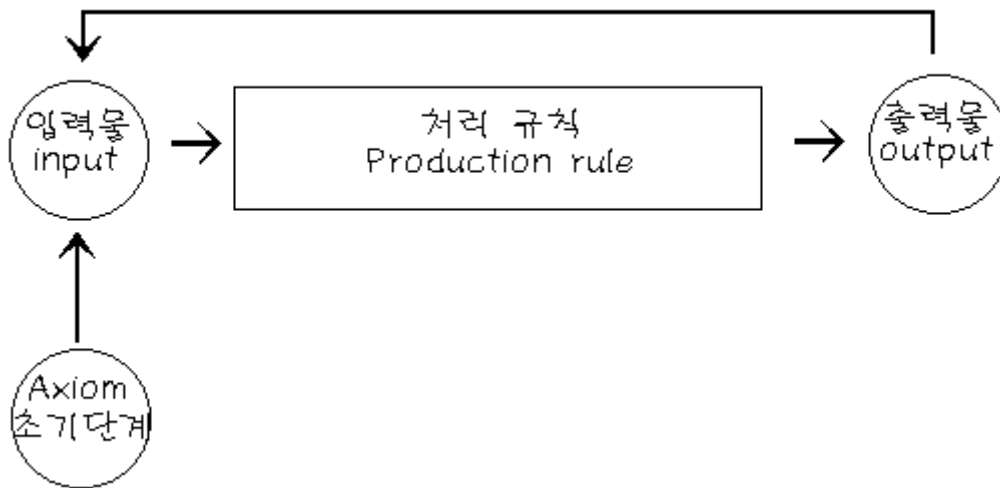 입력물
input
처리 규칙
Production rule
출력물
output
Axiom
초기단계